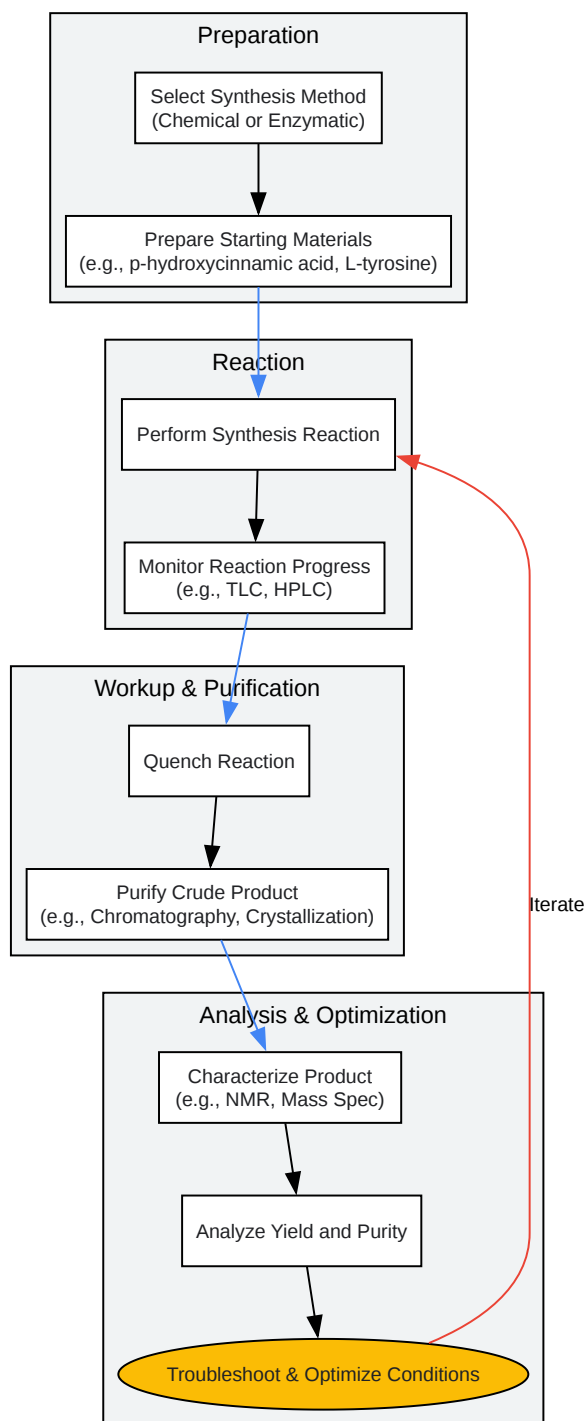 Preparation
Select Synthesis Method
(Chemical or Enzymatic)
Prepare Starting Materials
(e.g., p-hydroxycinnamic acid, L-tyrosine)
Reaction
Perform Synthesis Reaction
Monitor Reaction Progress
(e.g., TLC, HPLC)
Workup & Purification
Quench Reaction
Purify Crude Product
(e.g., Chromatography, Crystallization)
Iterate
Analysis & Optimization
Characterize Product
(e.g., NMR, Mass Spec)
Analyze Yield and Purity
Troubleshoot & Optimize Conditions